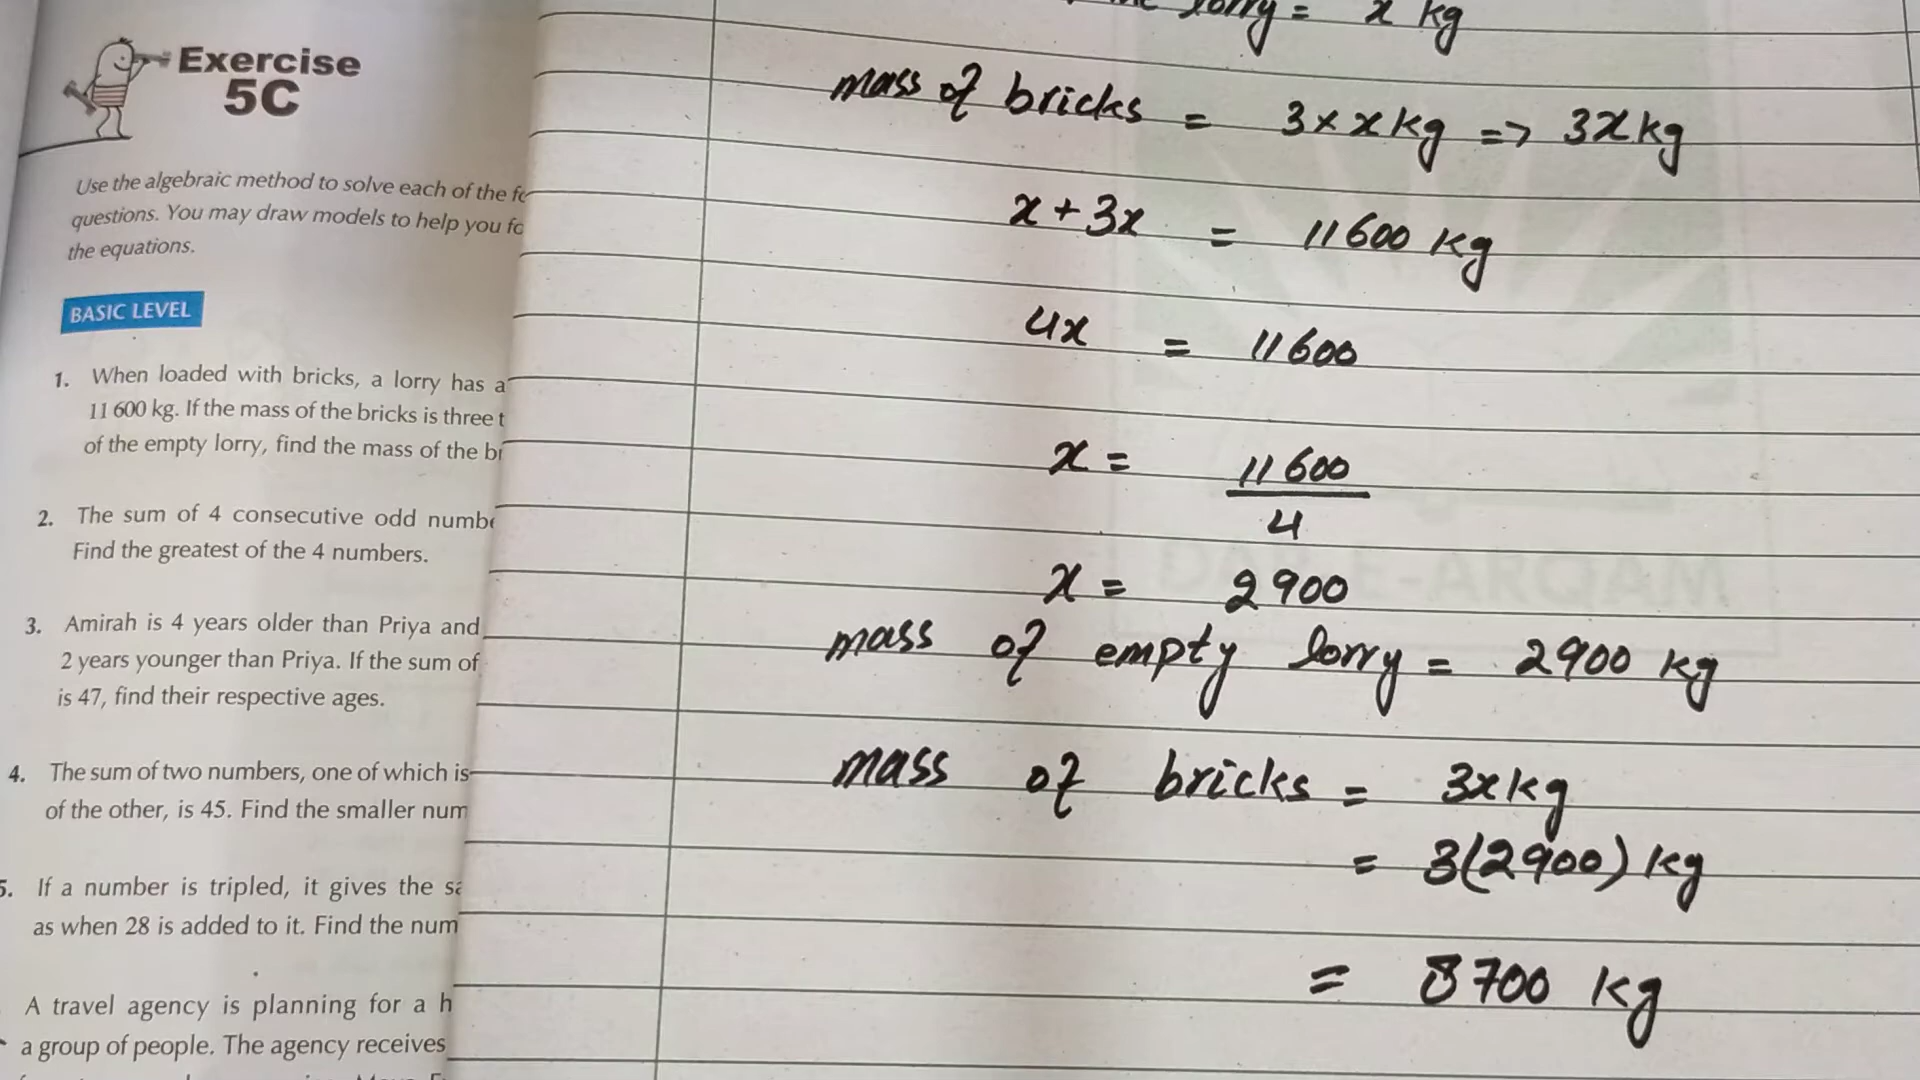 Exercise
5C
Use the algebraic method to solve each of the
questions. You may draw models to help you
the equations.
BASIC LEVEL
1. When loaded with bricks, a lorry has a
11 600 kg. If the mass of the bricks is three
of the empty lorry, find the mass of the
2. The sum of 4 consecutive odd
Find the greatest of the 4 numbers.
3. Amirah is 4 years older than Priya and
2 years younger than Priya. If the sum of
is 47, find their respective ages.
4. The sum of two numbers, one of which is
of the other, is 45. Find the smaller
5. If a number is tripled, it gives the
as when 28 is added to it. Find the
A travel agency is planning for a
a group of people. The agency receives
lorry = x kg
mass of bricks = 3 × x kg => 3x kg
x + 3x = 11600 kg
4x = 11600
x = 11600
4
x = 2900
mass of empty lorry = 2900 kg
mass of bricks = 3x kg
= 3(2900) kg
= 8700 kg
DAR-E-ARQAM